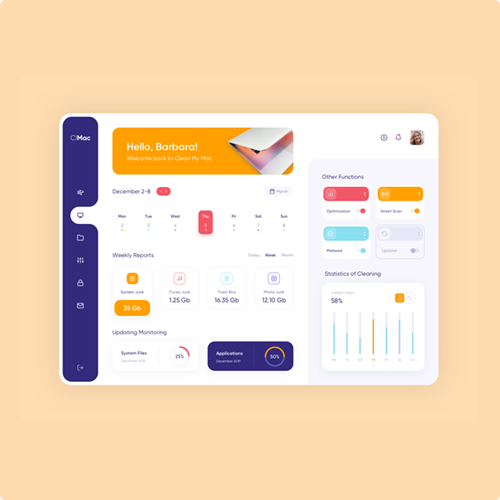 Mac
Hello, Barbara!
Welcome back to Clean My Mac
December 2-8
Month
Mon Tue Wed Thu Fri Sat Sun
2 3 4 5 6 7 8
Weekly Reports
Today Week Month
System Junk
35 Gb
iTunes Junk
1.25 Gb
Trash Bins
16.35 Gb
Photo Junk
12.10 Gb
Updating Monitoring
System Files
December 2019
25%
Applications
December 2019
50%
Other Functions
Optimization
Smart Scan
Malware
Updates
Statistics of Cleaning
58%